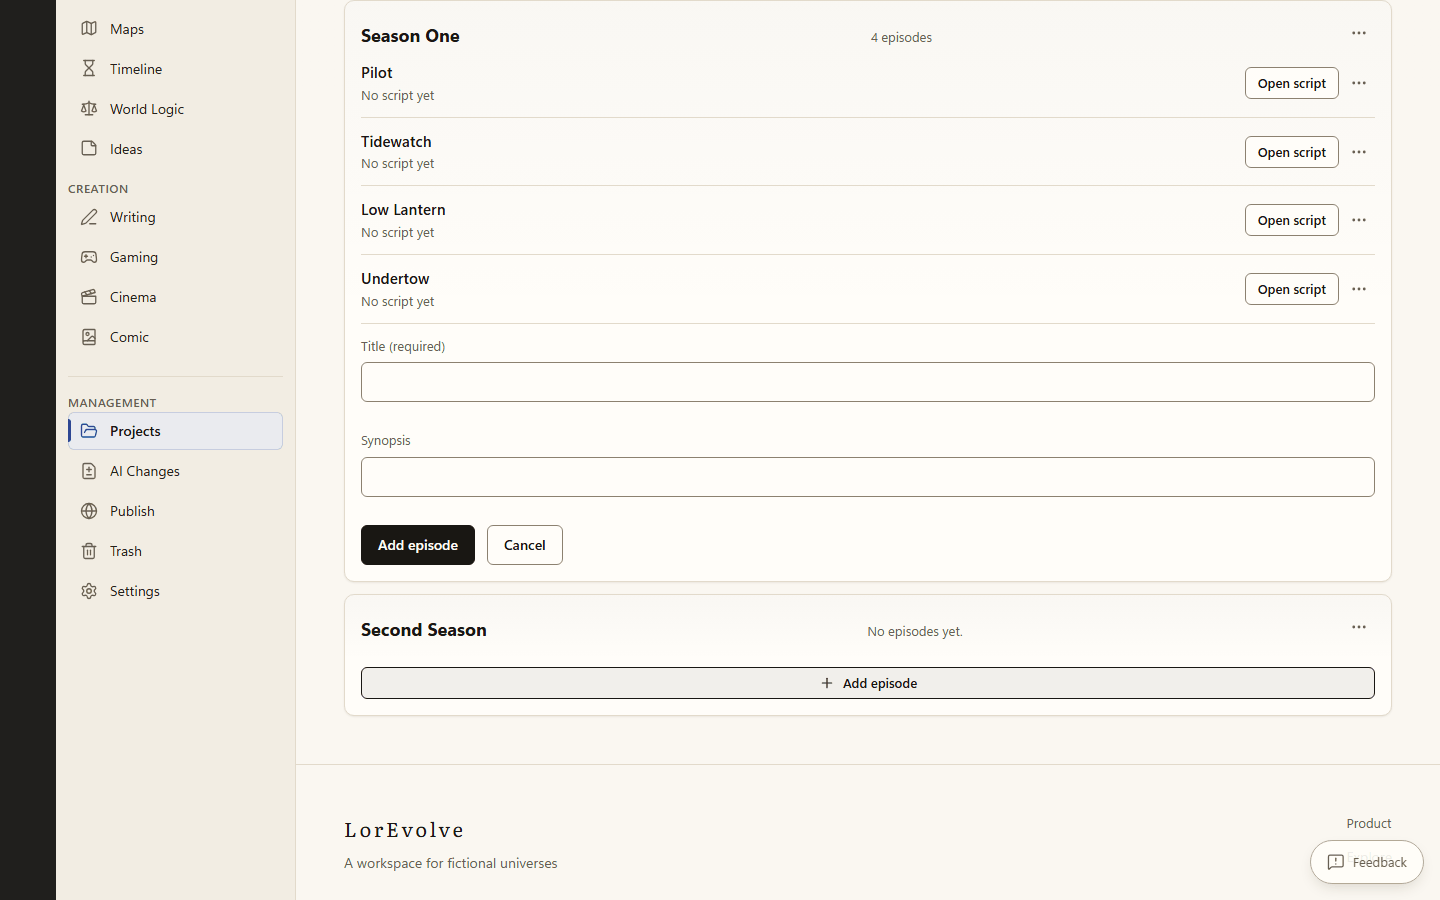 Maps
Timeline
World Logic
Ideas
CREATION
Writing
Gaming
Cinema
Comic
MANAGEMENT
Projects
AI Changes
Publish
Trash
Settings
Season One
4 episodes
Pilot
No script yet
Open script
Tidewatch
No script yet
Open script
Low Lantern
No script yet
Open script
Undertow
No script yet
Open script
Title (required)
Synopsis
Add episode
Cancel
Second Season
No episodes yet.
Add episode
LorEvolve
A workspace for fictional universes
Product
Feedback